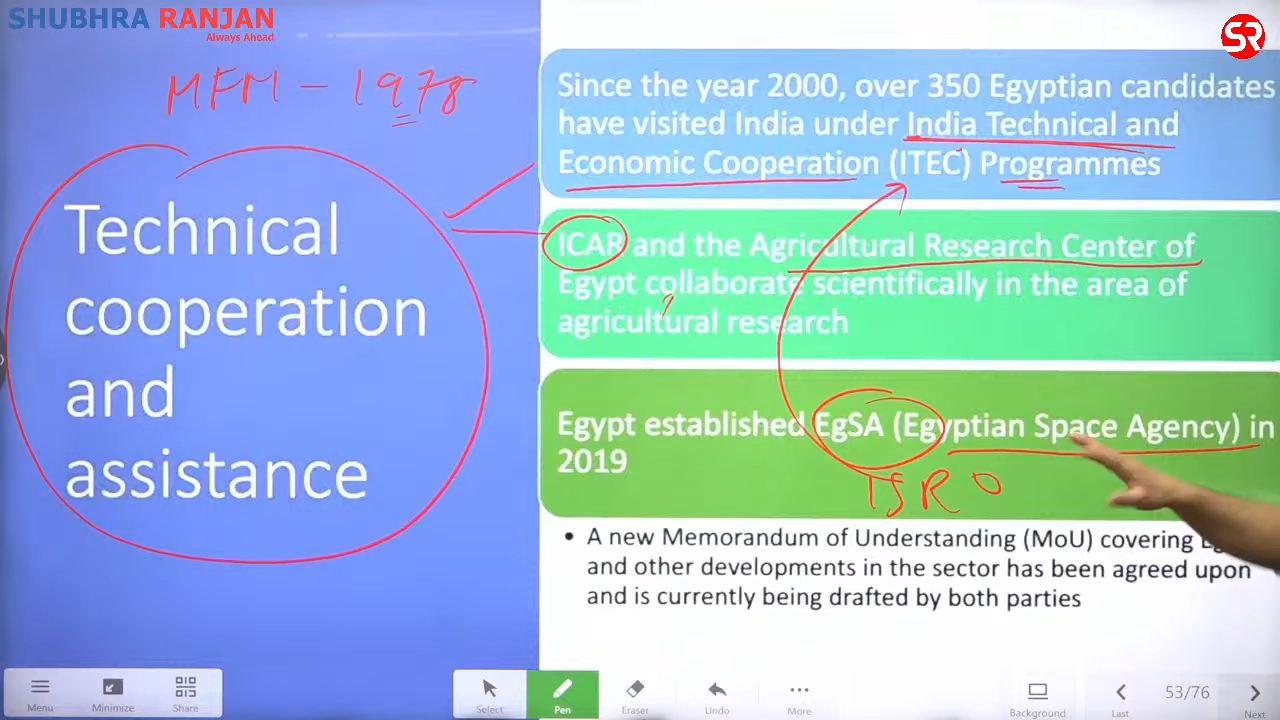 SHUBHRA RANJAN
Always Ahead
SR
MFM - 1978
Technical
cooperation
and
assistance
Since the year 2000, over 350 Egyptian candidates
have visited India under India Technical and
Economic Cooperation (ITEC) Programmes
ICAR and the Agricultural Research Center of
Egypt collaborate scientifically in the area of
agricultural research
Egypt established EgSA (Egyptian Space Agency) in
2019
ISRO
• A new Memorandum of Understanding (MoU) covering
and other developments in the sector has been agreed upon
and is currently being drafted by both parties
Menu
Minimize
Share
Select
Pen
Eraser
Undo
More
Background
Last
53/76
Next